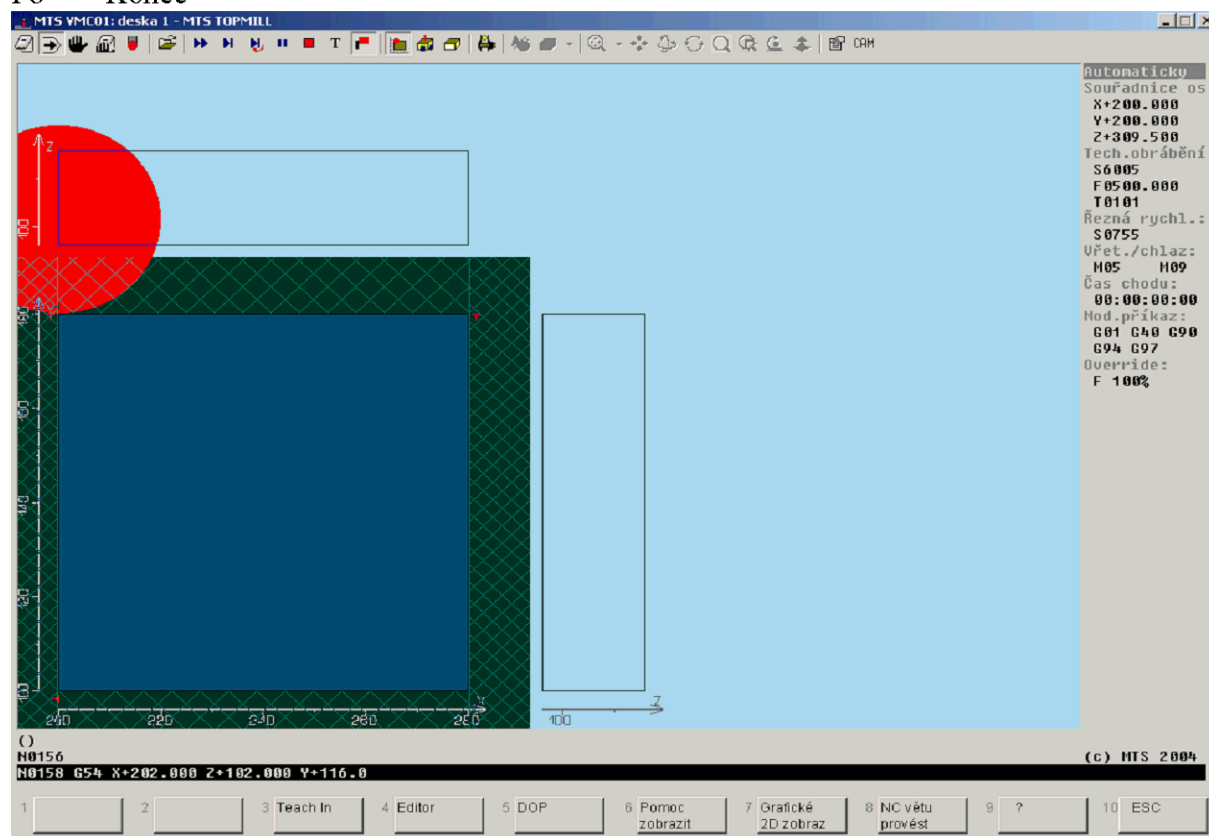 MTS VMC01: deska 1 - MTS TOPMILL
T CAM
Automaticky
Souřadnice os
X+200.000
Y+200.000
Z+309.500
Tech.obrábění
S6005
F0500.000
T0101
Řezná rychl.:
S0755
Vřet./chlaz:
M05 M09
Čas chodu:
00:00:00:00
Mod.příkaz:
G01 G40 G90
G94 G97
Override:
F 100%
Z
100
T
220 240 260
X
Z
100
()
N0156
(c) MTS 2004
N0158 G54 X+202.000 Z+102.000 Y+116.0
1 2 3 Teach In 4 Editor 5 DOP 6 Pomoc zobrazit 7 Grafické 2D zobraz 8 NC větu provést 9 ? 10 ESC